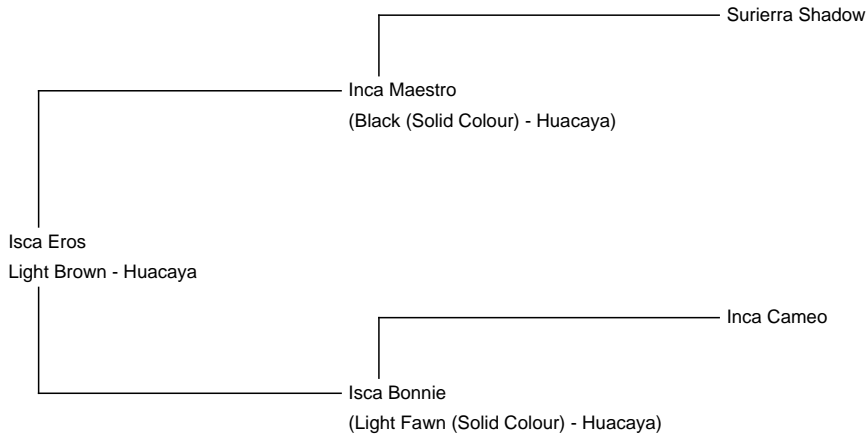 Surierra Shadow
Inca Maestro
(Black (Solid Colour) - Huacaya)
Isca Eros
Light Brown - Huacaya
Inca Cameo
Isca Bonnie
(Light Fawn (Solid Colour) - Huacaya)